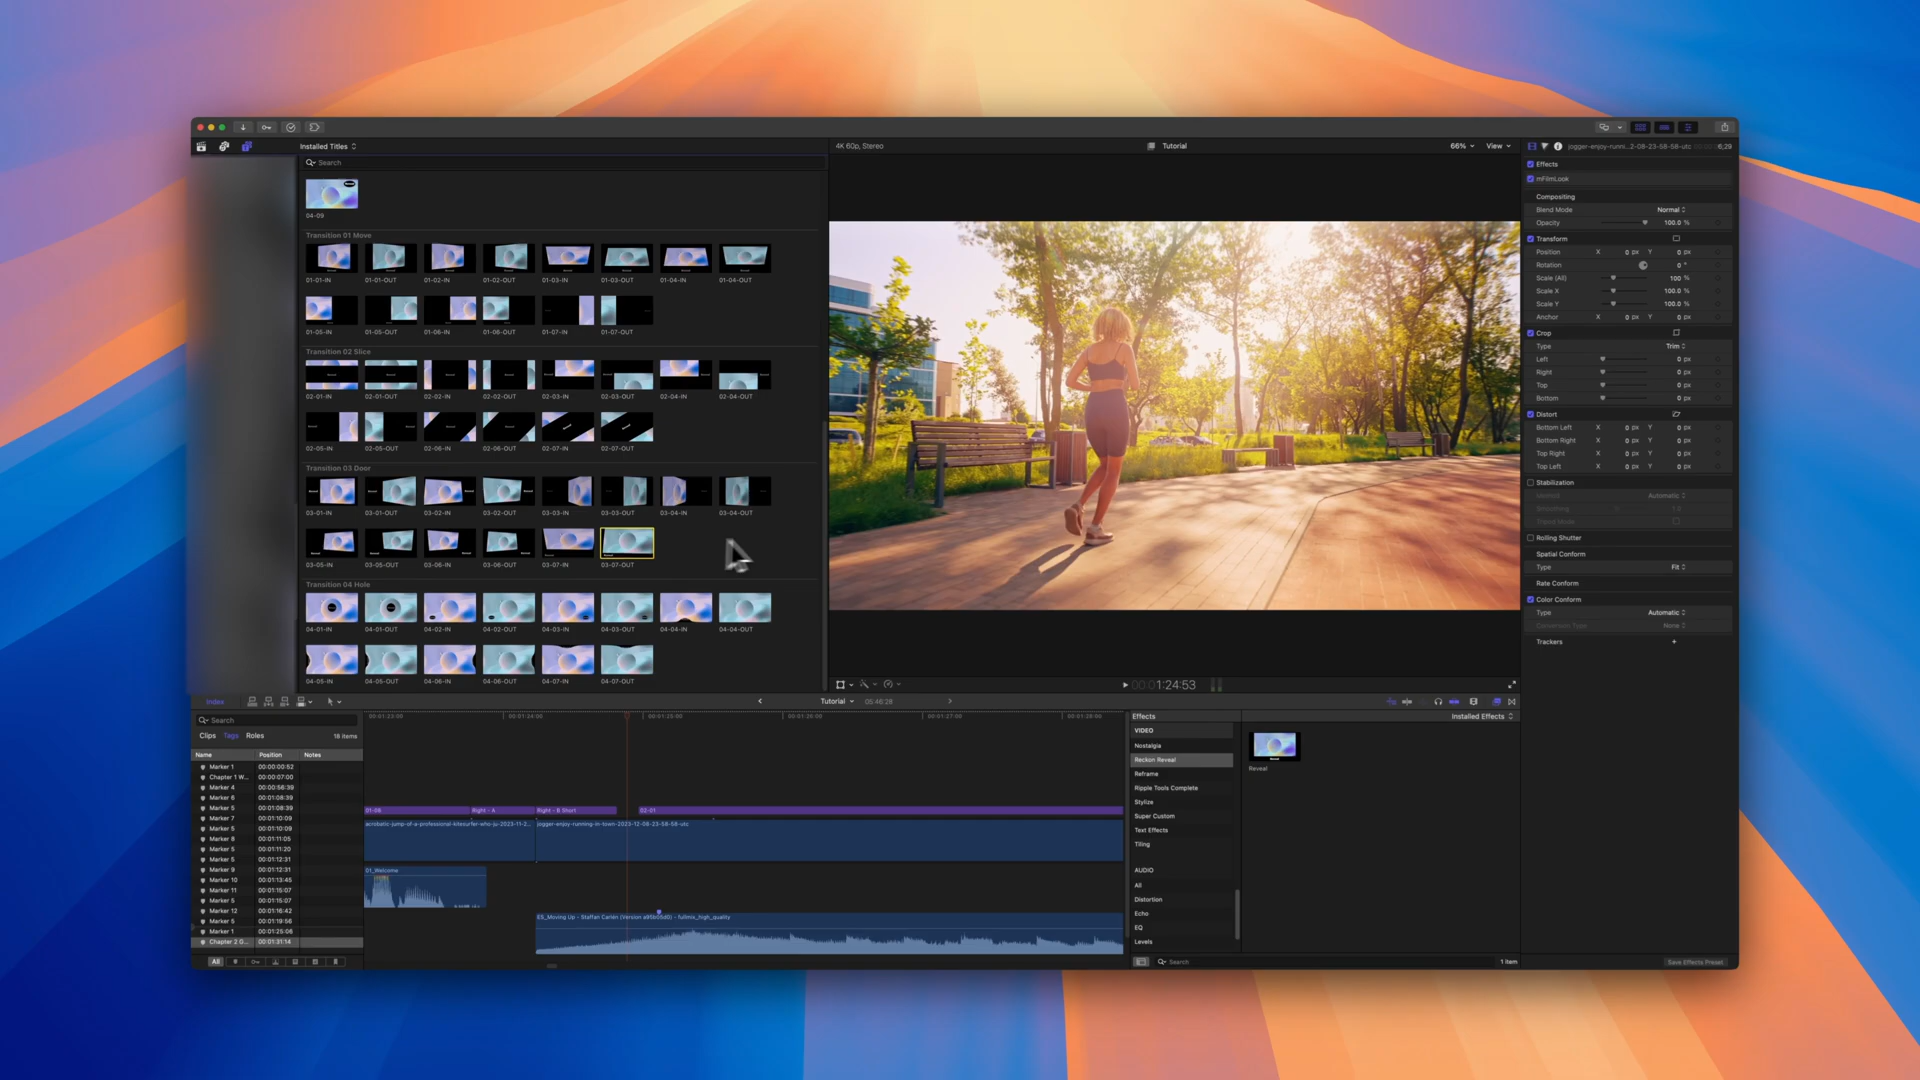 Installed Titles
4K 60p, Stereo
Tutorial
66%
View
Search
04-09
Transition 01 Move
01-01-IN 01-01-OUT 01-02-IN 01-02-OUT 01-03-IN 01-03-OUT 01-04-IN 01-04-OUT
01-05-IN 01-05-OUT 01-06-IN 01-06-OUT 01-07-IN 01-07-OUT
Transition 02 Slice
02-01-IN 02-01-OUT 02-02-IN 02-02-OUT 02-03-IN 02-03-OUT 02-04-IN 02-04-OUT
02-05-IN 02-05-OUT 02-06-IN 02-06-OUT 02-07-IN 02-07-OUT
Transition 03 Door
03-01-IN 03-01-OUT 03-02-IN 03-02-OUT 03-03-IN 03-03-OUT 03-04-IN 03-04-OUT
03-05-IN 03-05-OUT 03-06-IN 03-06-OUT 03-07-IN 03-07-OUT
Transition 04 Hole
04-01-IN 04-01-OUT 04-02-IN 04-02-OUT 04-03-IN 04-03-OUT 04-04-IN 04-04-OUT
04-05-IN 04-05-OUT 04-06-IN 04-06-OUT 04-07-IN 04-07-OUT
00:00:01:24:53
jogger-enjoy-runni...2-08-23-58-58-utc
Effects
mFilmLook
Compositing
Blend Mode Normal
Opacity 100.0 %
Transform
Position X 0 px Y 0 px
Rotation 0 °
Scale (All) 100 %
Scale X 100.0 %
Scale Y 100.0 %
Anchor X 0 px Y 0 px
Crop
Type Trim
Left 0 px
Right 0 px
Top 0 px
Bottom 0 px
Distort
Bottom Left X 0 px Y 0 px
Bottom Right X 0 px Y 0 px
Top Right X 0 px Y 0 px
Top Left X 0 px Y 0 px
Stabilization
Method Automatic
Smoothing 1.0
Tripod Mode
Rolling Shutter
Spatial Conform
Type Fit
Rate Conform
Color Conform
Type Automatic
Conversion Type None
Trackers +
Save Effects Preset
Index
Tutorial
05:46:28
Search
Clips Tags Roles 18 items
Name Position Notes
Marker 1 00:00:00:52
Chapter 1 W... 00:00:07:00
Marker 4 00:00:56:39
Marker 6 00:01:08:39
Marker 5 00:01:08:39
Marker 7 00:01:10:09
Marker 5 00:01:10:09
Marker 8 00:01:11:05
Marker 5 00:01:11:20
Marker 5 00:01:12:31
Marker 9 00:01:12:31
Marker 10 00:01:13:45
Marker 11 00:01:15:07
Marker 5 00:01:15:07
Marker 12 00:01:16:42
Marker 5 00:01:19:56
Marker 1 00:01:25:08
Chapter 2 G... 00:01:31:14
All
00:00:01:23:00 00:00:01:24:00 00:00:01:25:00 00:00:01:26:00 00:00:01:27:00 00:00:01:28:00
Right - A
Right - B Short
02-01
acrobatic-jump-of-a-professional-kitesurfer-who-ju-2023-11-2...
jogger-enjoy-running-in-town-2023-12-08-23-58-58-utc
01_Welcome
Effects
Installed Effects
VIDEO
Nostalgia
Reckon Reveal
Reframe
Ripple Tools Complete
Stylize
Super Custom
Text Effects
Tiling
AUDIO
All
Distortion
Echo
EQ
Levels
Reveal
Search
1 item